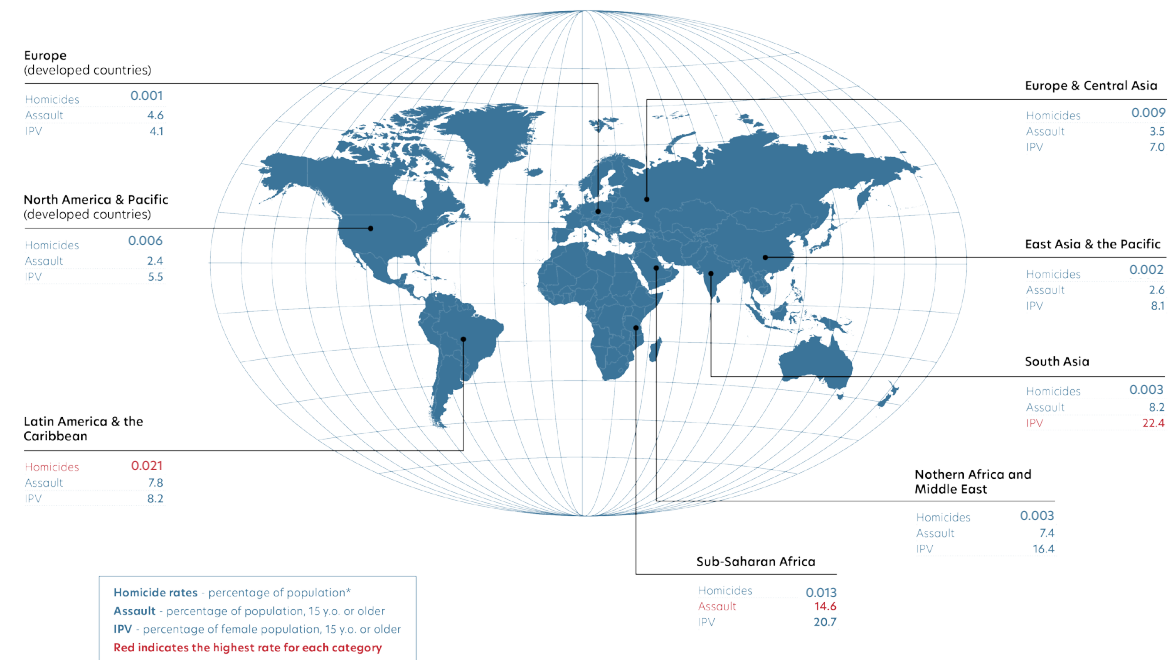 Europe
(developed countries)
Homicides 0.001
Assault 4.6
IPV 4.1
North America & Pacific
(developed countries)
Homicides 0.006
Assault 2.4
IPV 5.5
Latin America & the
Caribbean
Homicides 0.021
Assault 7.8
IPV 8.2
Europe & Central Asia
Homicides 0.009
Assault 3.5
IPV 7.0
East Asia & the Pacific
Homicides 0.002
Assault 2.6
IPV 8.1
South Asia
Homicides 0.003
Assault 8.2
IPV 22.4
Nothern Africa and
Middle East
Homicides 0.003
Assault 7.4
IPV 16.4
Sub-Saharan Africa
Homicides 0.013
Assault 14.6
IPV 20.7
Homicide rates - percentage of population*
Assault - percentage of population, 15 y.o. or older
IPV - percentage of female population, 15 y.o. or older
Red indicates the highest rate for each category